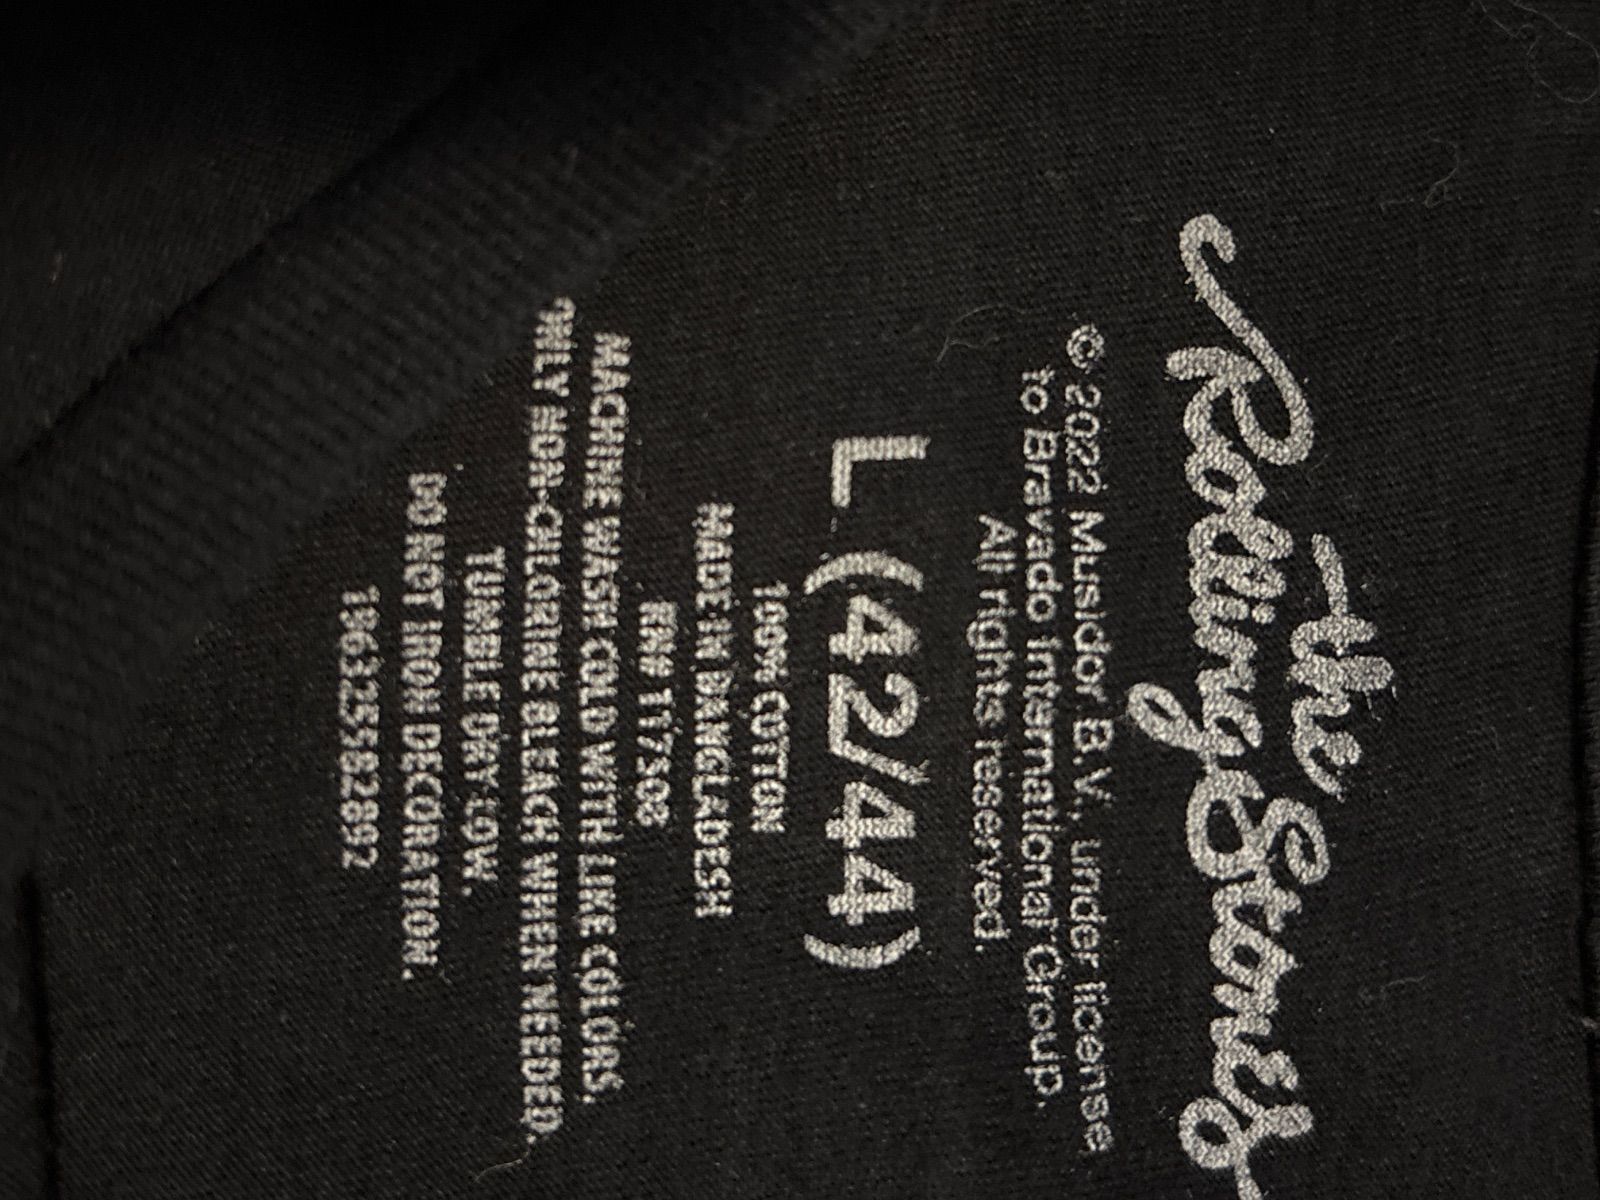 The
Rolling Stones
© 2022 Musidor B.V., under license
to Bravado International Group.
All rights reserved.
L (42/44)
100% COTTON
MADE IN BANGLADESH
RN# 117508
MACHINE WASH COLD WITH LIKE COLORS.
ONLY NON-CHLORINE BLEACH WHEN NEEDED.
TUMBLE DRY LOW.
DO NOT IRON DECORATION.
196325582892